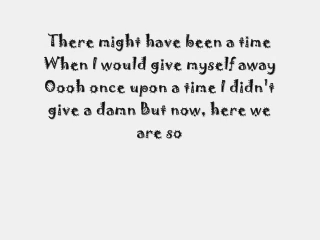 There might have been a time
When I would give myself away
Oooh once upon a time I didn't
give a damn But now, here we
are so